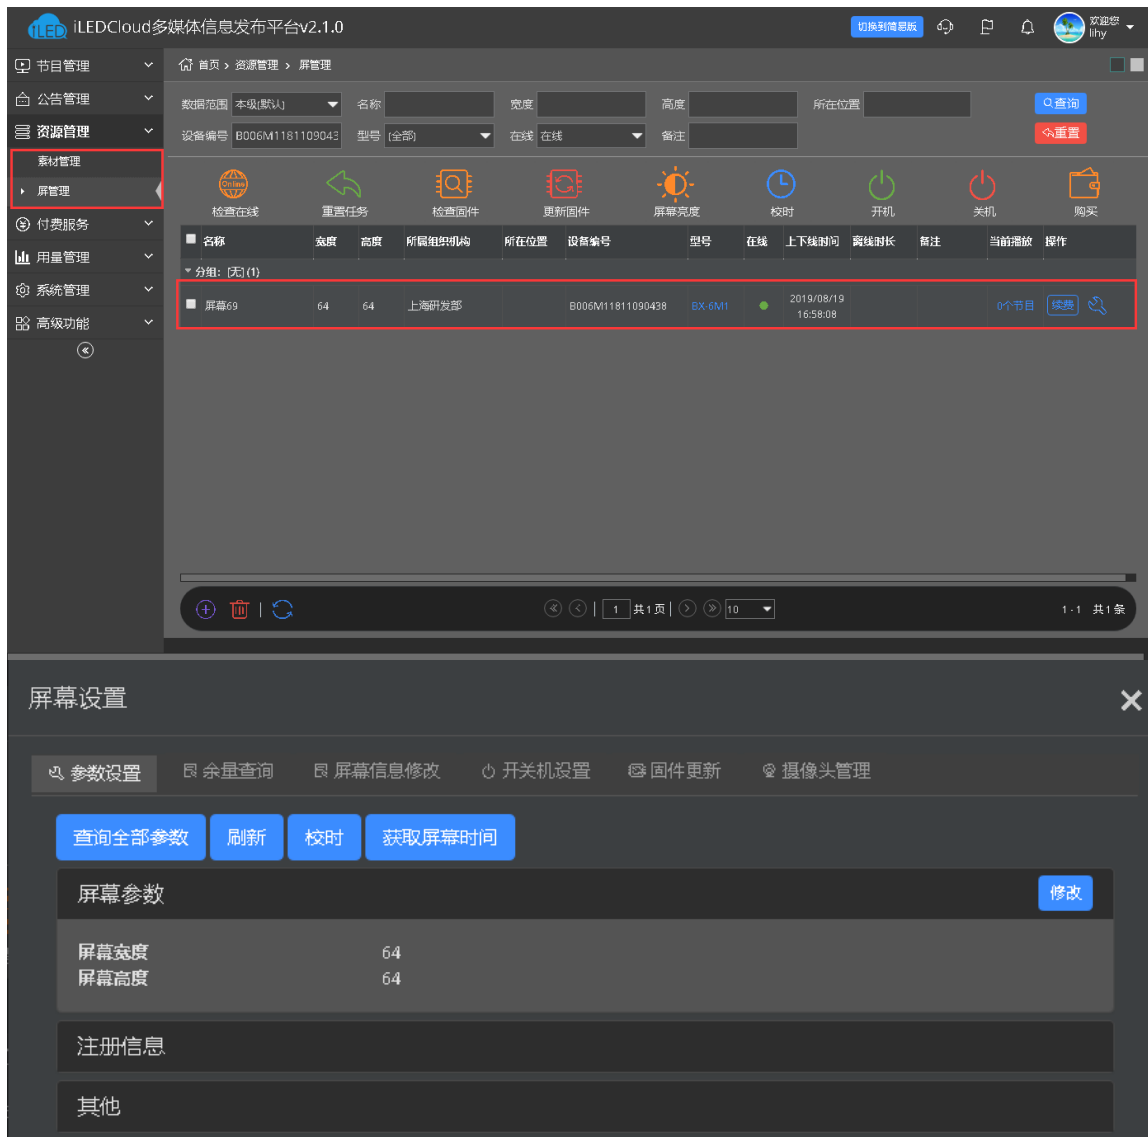 iLED iLEDCloud多媒体信息发布平台v2.1.0 切换到简易版 欢迎您 lihy
节目管理
公告管理
资源管理
素材管理
屏管理
付费服务
用量管理
系统管理
高级功能
首页 › 资源管理 › 屏管理
数据范围 本级(默认) 名称 宽度 高度 所在位置 查询
设备编号 B006M1181109043 型号 (全部) 在线 在线 备注 重置
Online
检查在线 重置任务 检查固件 更新固件 屏幕亮度 校时 开机 关机 购买
名称 宽度 高度 所属组织机构 所在位置 设备编号 型号 在线 上下线时间 离线时长 备注 当前播放 操作
分组: [无](1)
屏幕69 64 64 上海研发部 B006M11811090438 BX-6M1 2019/08/19 16:58:08 0个节目 续费
1 共1页 10 1 - 1 共1条
屏幕设置
参数设置 余量查询 屏幕信息修改 开关机设置 固件更新 摄像头管理
查询全部参数 刷新 校时 获取屏幕时间
屏幕参数 修改
屏幕宽度 64
屏幕高度 64
注册信息
其他